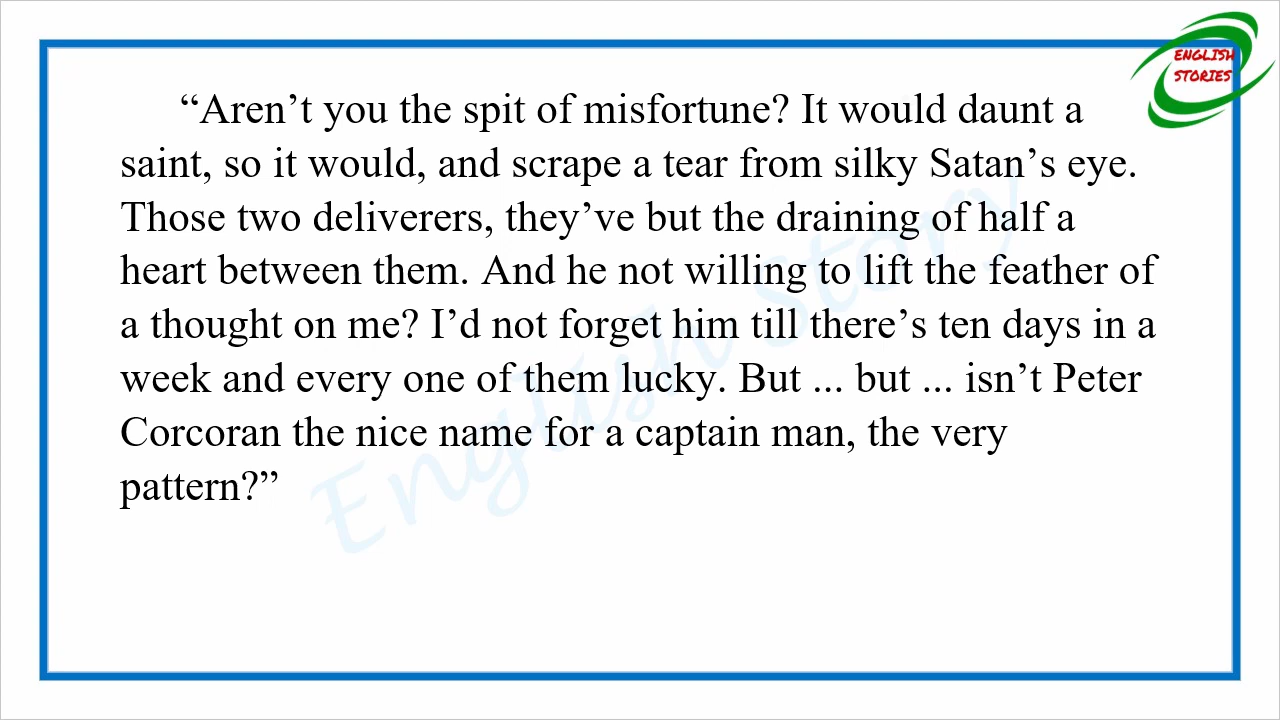 ENGLISH
STORIES
“Aren’t you the spit of misfortune? It would daunt a
saint, so it would, and scrape a tear from silky Satan’s eye.
Those two deliverers, they’ve but the draining of half a
heart between them. And he not willing to lift the feather of
a thought on me? I’d not forget him till there’s ten days in a
week and every one of them lucky. But ... but ... isn’t Peter
Corcoran the nice name for a captain man, the very
pattern?”
English Story